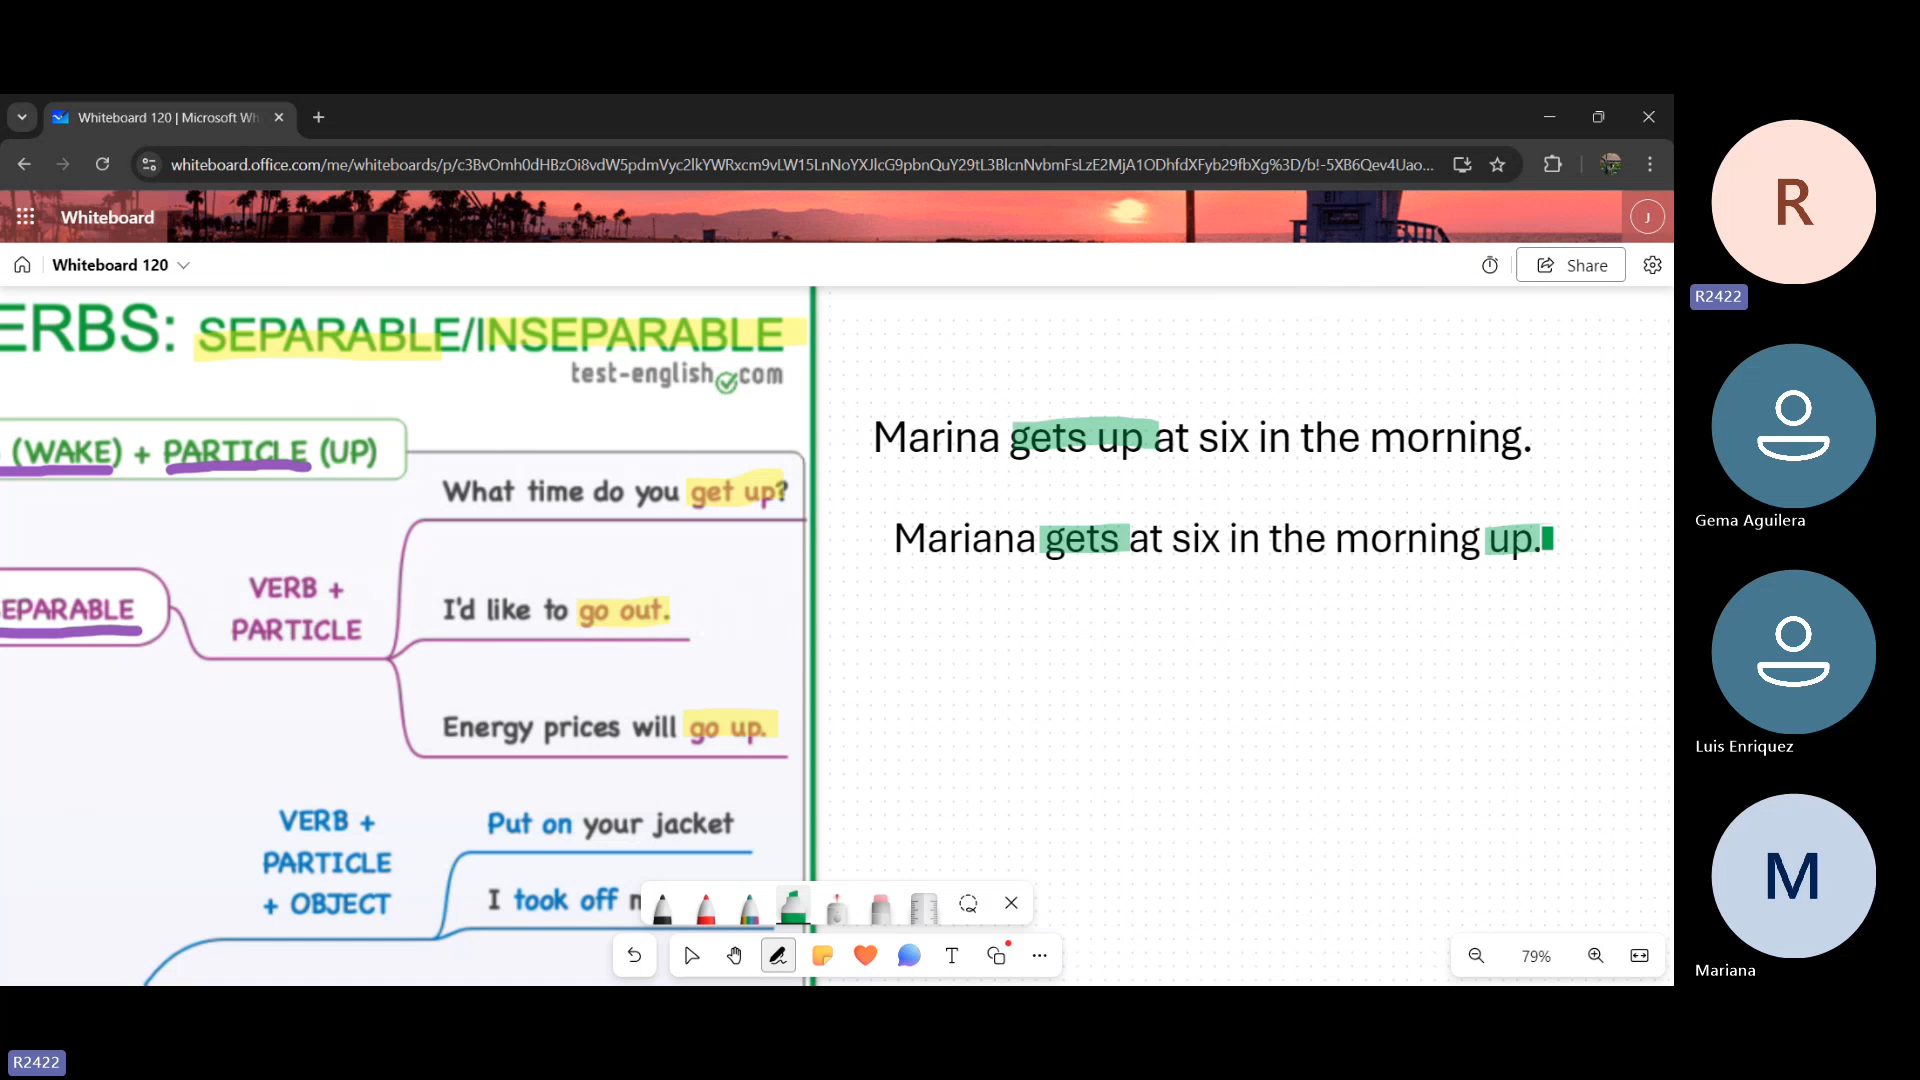 Whiteboard 120 | Microsoft Wh
whiteboard.office.com/me/whiteboards/p/c3BvOmh0dHBzOi8vdW5pdmVyc2lkYWRxcm9vLW15LnNoYXJlcG9pbnQuY29tL3BlcnNvbmFsLzE2MjA1ODhfdXFyb29fbXg%3D/b!-5XB6Qev4Uao...
Whiteboard
J
Whiteboard 120
Share
ERBS: SEPARABLE/INSEPARABLE
test-english com
(WAKE) + PARTICLE (UP)
What time do you get up?
EPARABLE
VERB +
PARTICLE
I'd like to go out.
Energy prices will go up.
VERB +
PARTICLE
+ OBJECT
Put on your jacket
I took off
Marina gets up at six in the morning.
Mariana gets at six in the morning up.
T
79%
R
R2422
Gema Aguilera
Luis Enriquez
M
Mariana
R2422